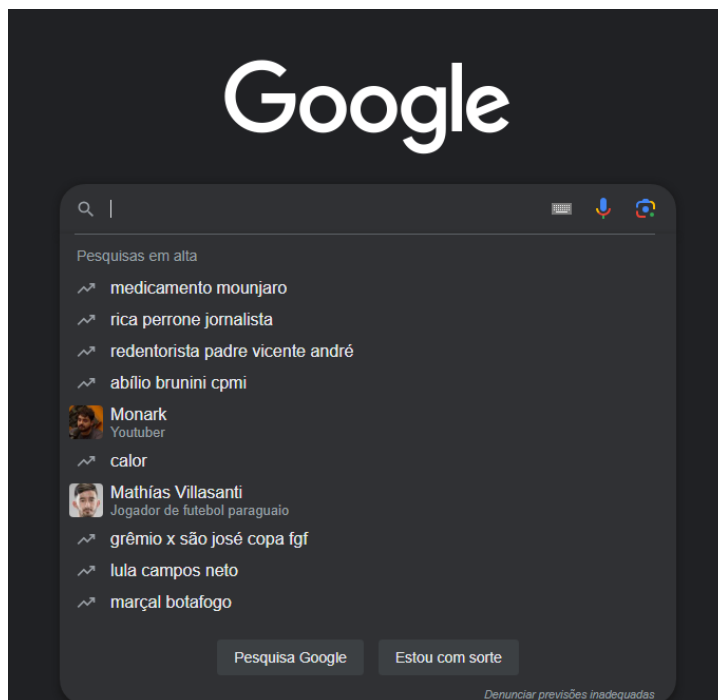 Google
Pesquisas em alta
medicamento mounjaro
rica perrone jornalista
redentorista padre vicente andré
abílio brunini cpmi
Monark
Youtuber
calor
Mathías Villasanti
Jogador de futebol paraguaio
grêmio x são josé copa fgf
lula campos neto
marçal botafogo
Pesquisa Google Estou com sorte
Denunciar previsões inadequadas